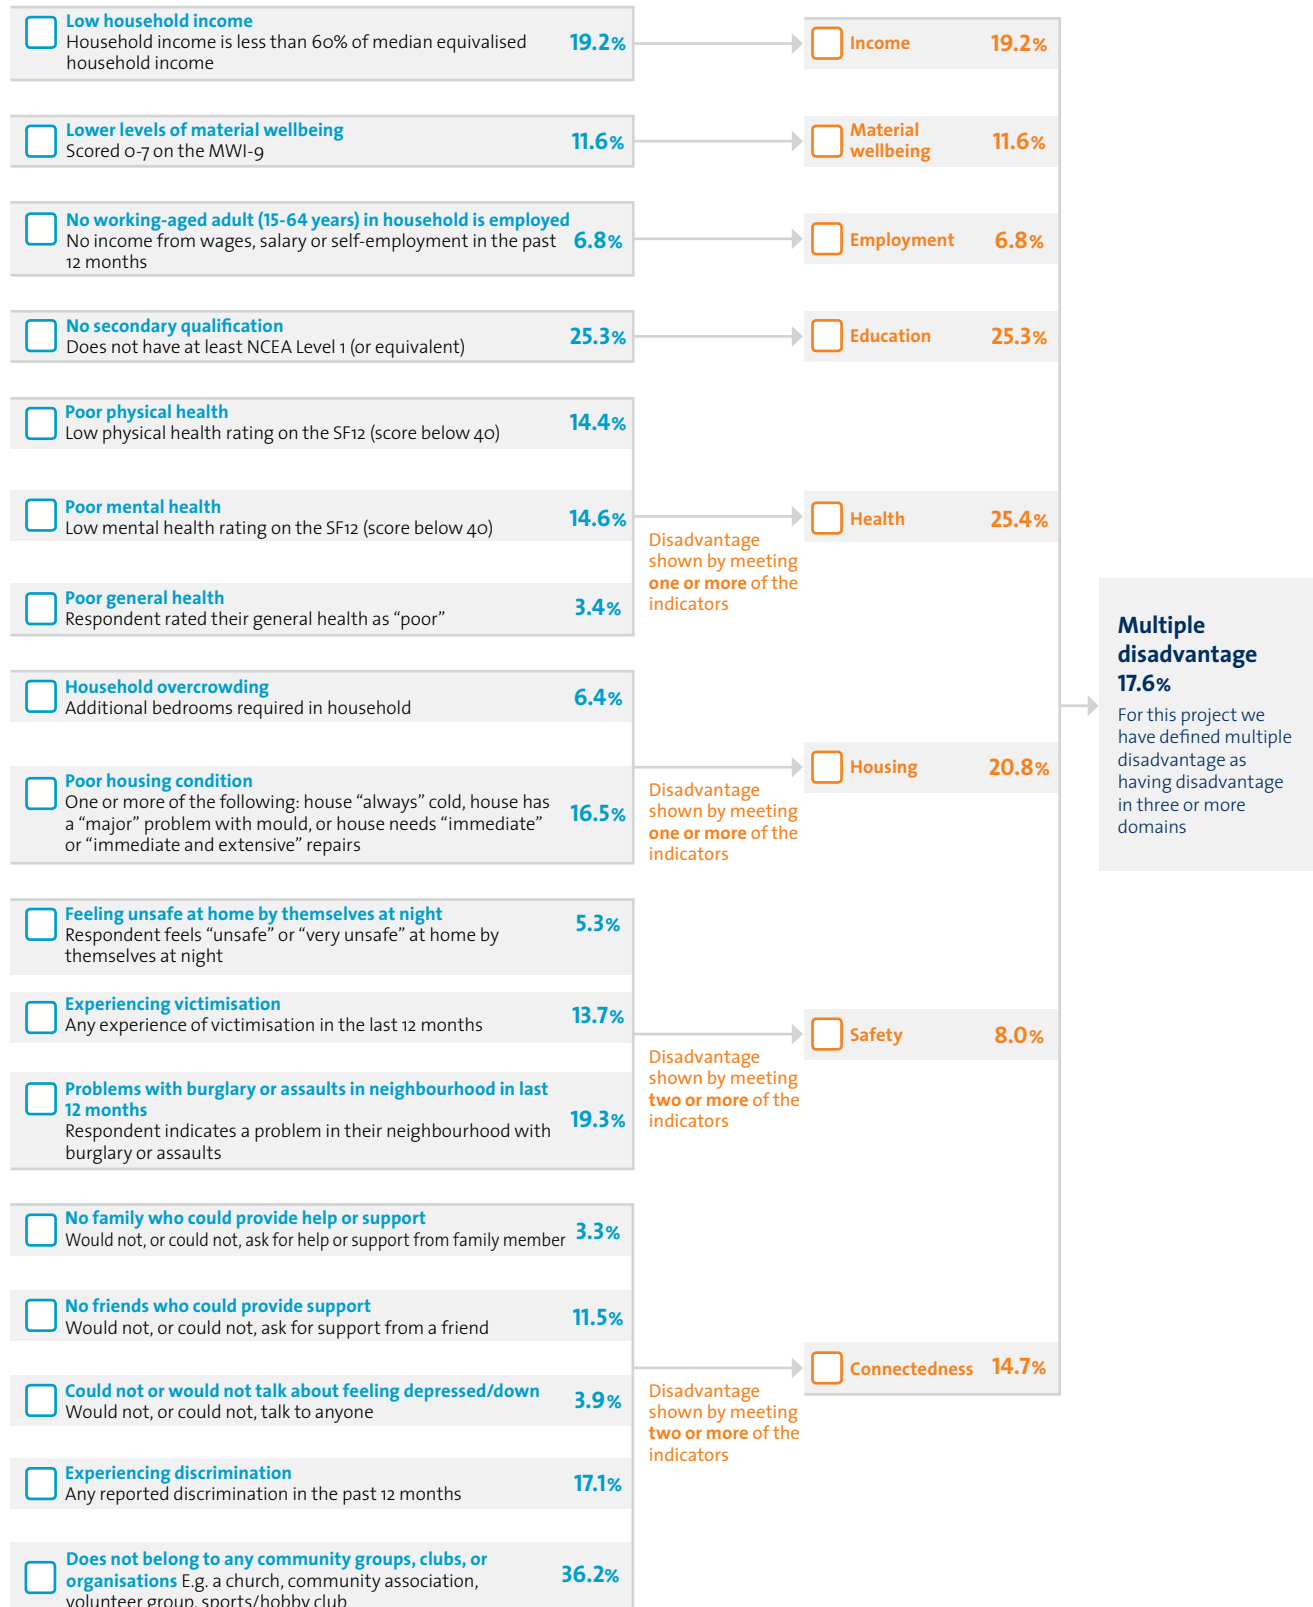 Low household income
Household income is less than 60% of median equivalised
household income
19.2%
Income
19.2%
Lower levels of material wellbeing
Scored 0-7 on the MWI-9
11.6%
Material
wellbeing
11.6%
No working-aged adult (15-64 years) in household is employed
No income from wages, salary or self-employment in the past
12 months
6.8%
Employment
6.8%
No secondary qualification
Does not have at least NCEA Level 1 (or equivalent)
25.3%
Education
25.3%
Poor physical health
Low physical health rating on the SF12 (score below 40)
14.4%
Poor mental health
Low mental health rating on the SF12 (score below 40)
14.6%
Poor general health
Respondent rated their general health as “poor”
3.4%
Disadvantage
shown by meeting
one or more of the
indicators
Health
25.4%
Household overcrowding
Additional bedrooms required in household
6.4%
Poor housing condition
One or more of the following: house “always” cold, house has
a “major” problem with mould, or house needs “immediate”
or “immediate and extensive” repairs
16.5%
Disadvantage
shown by meeting
one or more of the
indicators
Housing
20.8%
Feeling unsafe at home by themselves at night
Respondent feels “unsafe” or “very unsafe” at home by
themselves at night
5.3%
Experiencing victimisation
Any experience of victimisation in the last 12 months
13.7%
Problems with burglary or assaults in neighbourhood in last
12 months
Respondent indicates a problem in their neighbourhood with
burglary or assaults
19.3%
Disadvantage
shown by meeting
two or more of the
indicators
Safety
8.0%
No family who could provide help or support
Would not, or could not, ask for help or support from family member
3.3%
No friends who could provide support
Would not, or could not, ask for support from a friend
11.5%
Could not or would not talk about feeling depressed/down
Would not, or could not, talk to anyone
3.9%
Experiencing discrimination
Any reported discrimination in the past 12 months
17.1%
Does not belong to any community groups, clubs, or
organisations E.g. a church, community association,
volunteer group, sports/hobby club
36.2%
Disadvantage
shown by meeting
two or more of the
indicators
Connectedness
14.7%
Multiple
disadvantage
17.6%
For this project we
have defined multiple
disadvantage as
having disadvantage
in three or more
domains